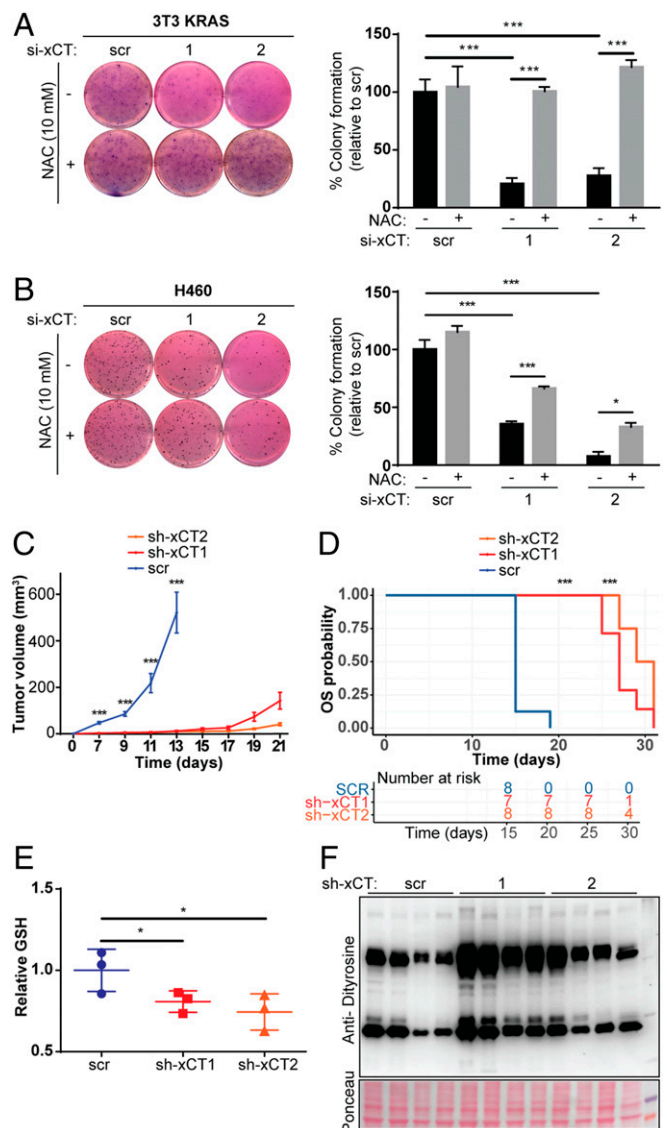 A
3T3 KRAS
si-xCT: scr 1 2
NAC (10 mM)
-
+
% Colony formation
(relative to scr)
150
100
50
0
***
***
***
***
NAC: - + - + - +
si-xCT: scr 1 2
B
H460
si-xCT: scr 1 2
NAC (10 mM)
-
+
% Colony formation
(relative to scr)
150
100
50
0
***
***
***
*
NAC: - + - + - +
si-xCT: scr 1 2
C
sh-xCT2
sh-xCT1
scr
Tumor volume (mm³)
600
400
200
0
***
***
***
***
0 7 9 11 13 15 17 19 21
Time (days)
D
sh-xCT2
sh-xCT1
scr
*** ***
OS probability
1.00
0.75
0.50
0.25
0.00
0 10 20 30
Time (days)
Number at risk
SCR 8 0 0 0
sh-xCT1 7 7 7 1
sh-xCT2 8 8 8 4
Time (days) 15 20 25 30
E
Relative GSH
1.5
1.0
0.5
*
*
scr sh-xCT1 sh-xCT2
F
sh-xCT: scr 1 2
Anti- Dityrosine
Ponceau